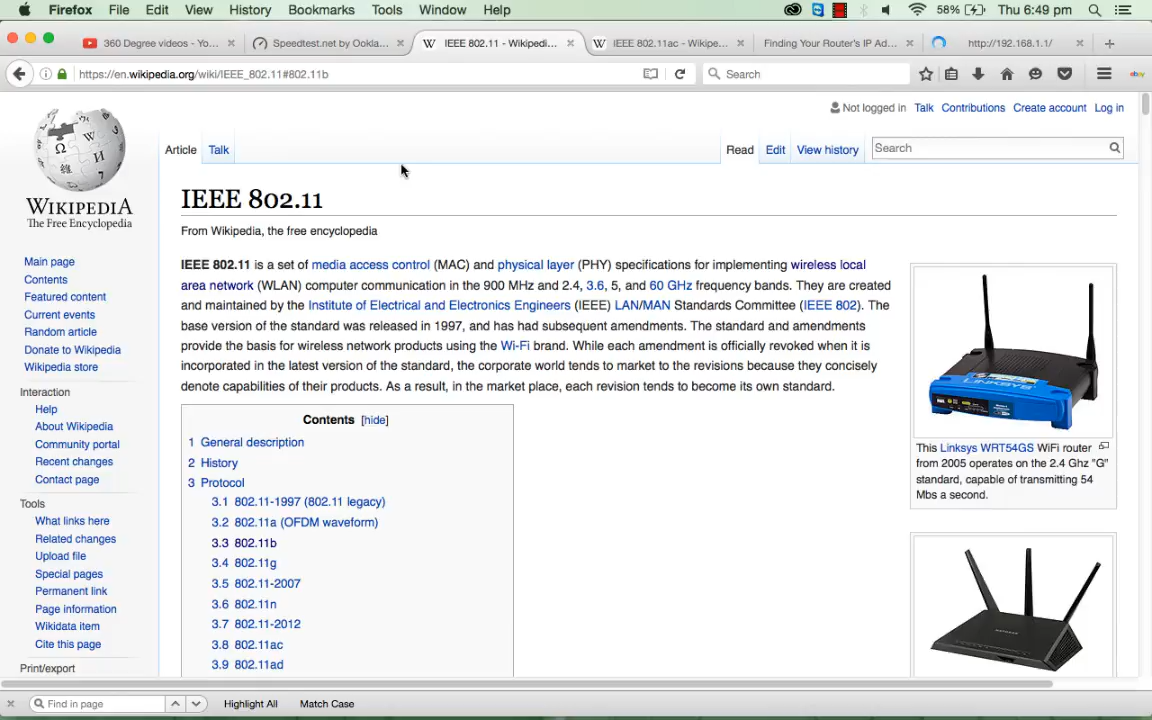 Firefox File Edit View History Bookmarks Tools Window Help 58% Thu 6:49 pm
360 Degree videos - Yo... Speedtest.net by Ookla... IEEE 802.11 - Wikipedi... IEEE 802.11ac - Wikipe... Finding Your Router's IP Ad... http://192.168.1.1/
https://en.wikipedia.org/wiki/IEEE_802.11#802.11b Search ebay
Not logged in Talk Contributions Create account Log in
Article Talk Read Edit View history Search
WIKIPEDIA
The Free Encyclopedia
Main page
Contents
Featured content
Current events
Random article
Donate to Wikipedia
Wikipedia store
Interaction
Help
About Wikipedia
Community portal
Recent changes
Contact page
Tools
What links here
Related changes
Upload file
Special pages
Permanent link
Page information
Wikidata item
Cite this page
Print/export
IEEE 802.11
From Wikipedia, the free encyclopedia
IEEE 802.11 is a set of media access control (MAC) and physical layer (PHY) specifications for implementing wireless local
area network (WLAN) computer communication in the 900 MHz and 2.4, 3.6, 5, and 60 GHz frequency bands. They are created
and maintained by the Institute of Electrical and Electronics Engineers (IEEE) LAN/MAN Standards Committee (IEEE 802). The
base version of the standard was released in 1997, and has had subsequent amendments. The standard and amendments
provide the basis for wireless network products using the Wi-Fi brand. While each amendment is officially revoked when it is
incorporated in the latest version of the standard, the corporate world tends to market to the revisions because they concisely
denote capabilities of their products. As a result, in the market place, each revision tends to become its own standard.
Contents [hide]
1 General description
2 History
3 Protocol
3.1 802.11-1997 (802.11 legacy)
3.2 802.11a (OFDM waveform)
3.3 802.11b
3.4 802.11g
3.5 802.11-2007
3.6 802.11n
3.7 802.11-2012
3.8 802.11ac
3.9 802.11ad
LINKSYS
This Linksys WRT54GS WiFi router
from 2005 operates on the 2.4 Ghz "G"
standard, capable of transmitting 54
Mbs a second.
NETGEAR
Find in page Highlight All Match Case